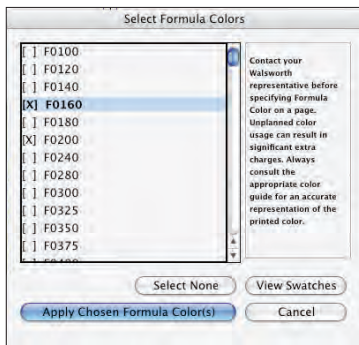 Select Formula Colors
[ ] F0100
[ ] F0120
[ ] F0140
[X] F0160
[ ] F0180
[X] F0200
[ ] F0240
[ ] F0280
[ ] F0300
[ ] F0325
[ ] F0350
[ ] F0375
Contact your
Walsworth
representative before
specifying Formula
Color on a page.
Unplanned color
usage can result in
significant extra
charges. Always
consult the
appropriate color
guide for an accurate
representation of the
printed color.
Select None
View Swatches
Apply Chosen Formula Color(s)
Cancel